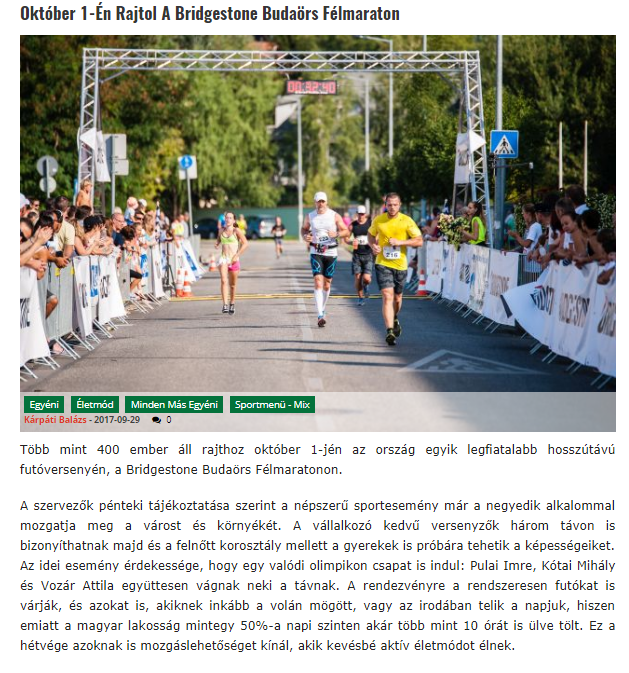 Október 1-Én Rajtol A Bridgestone Budaörs Félmaraton
Egyéni Életmód Minden Más Egyéni Sportmenü - Mix
Kárpáti Balázs - 2017-09-29 0
Több mint 400 ember áll rajthoz október 1-jén az ország egyik legfiatalabb hosszútávú
futóversenyén, a Bridgestone Budaörs Félmaratonon.
A szervezők pénteki tájékoztatása szerint a népszerű sportesemény már a negyedik alkalommal
mozgatja meg a várost és környékét. A vállalkozó kedvű versenyzők három távon is
bizonyíthatnak majd és a felnőtt korosztály mellett a gyerekek is próbára tehetik a képességeiket.
Az idei esemény érdekessége, hogy egy valódi olimpikon csapat is indul: Pulai Imre, Kótai Mihály
és Vozár Attila együttesen vágnak neki a távnak. A rendezvényre a rendszeresen futókat is
várják, és azokat is, akiknek inkább a volán mögött, vagy az irodában telik a napjuk, hiszen
emiatt a magyar lakosság mintegy 50%-a napi szinten akár több mint 10 órát is ülve tölt. Ez a
hétvége azoknak is mozgáslehetőséget kínál, akik kevésbé aktív életmódot élnek.